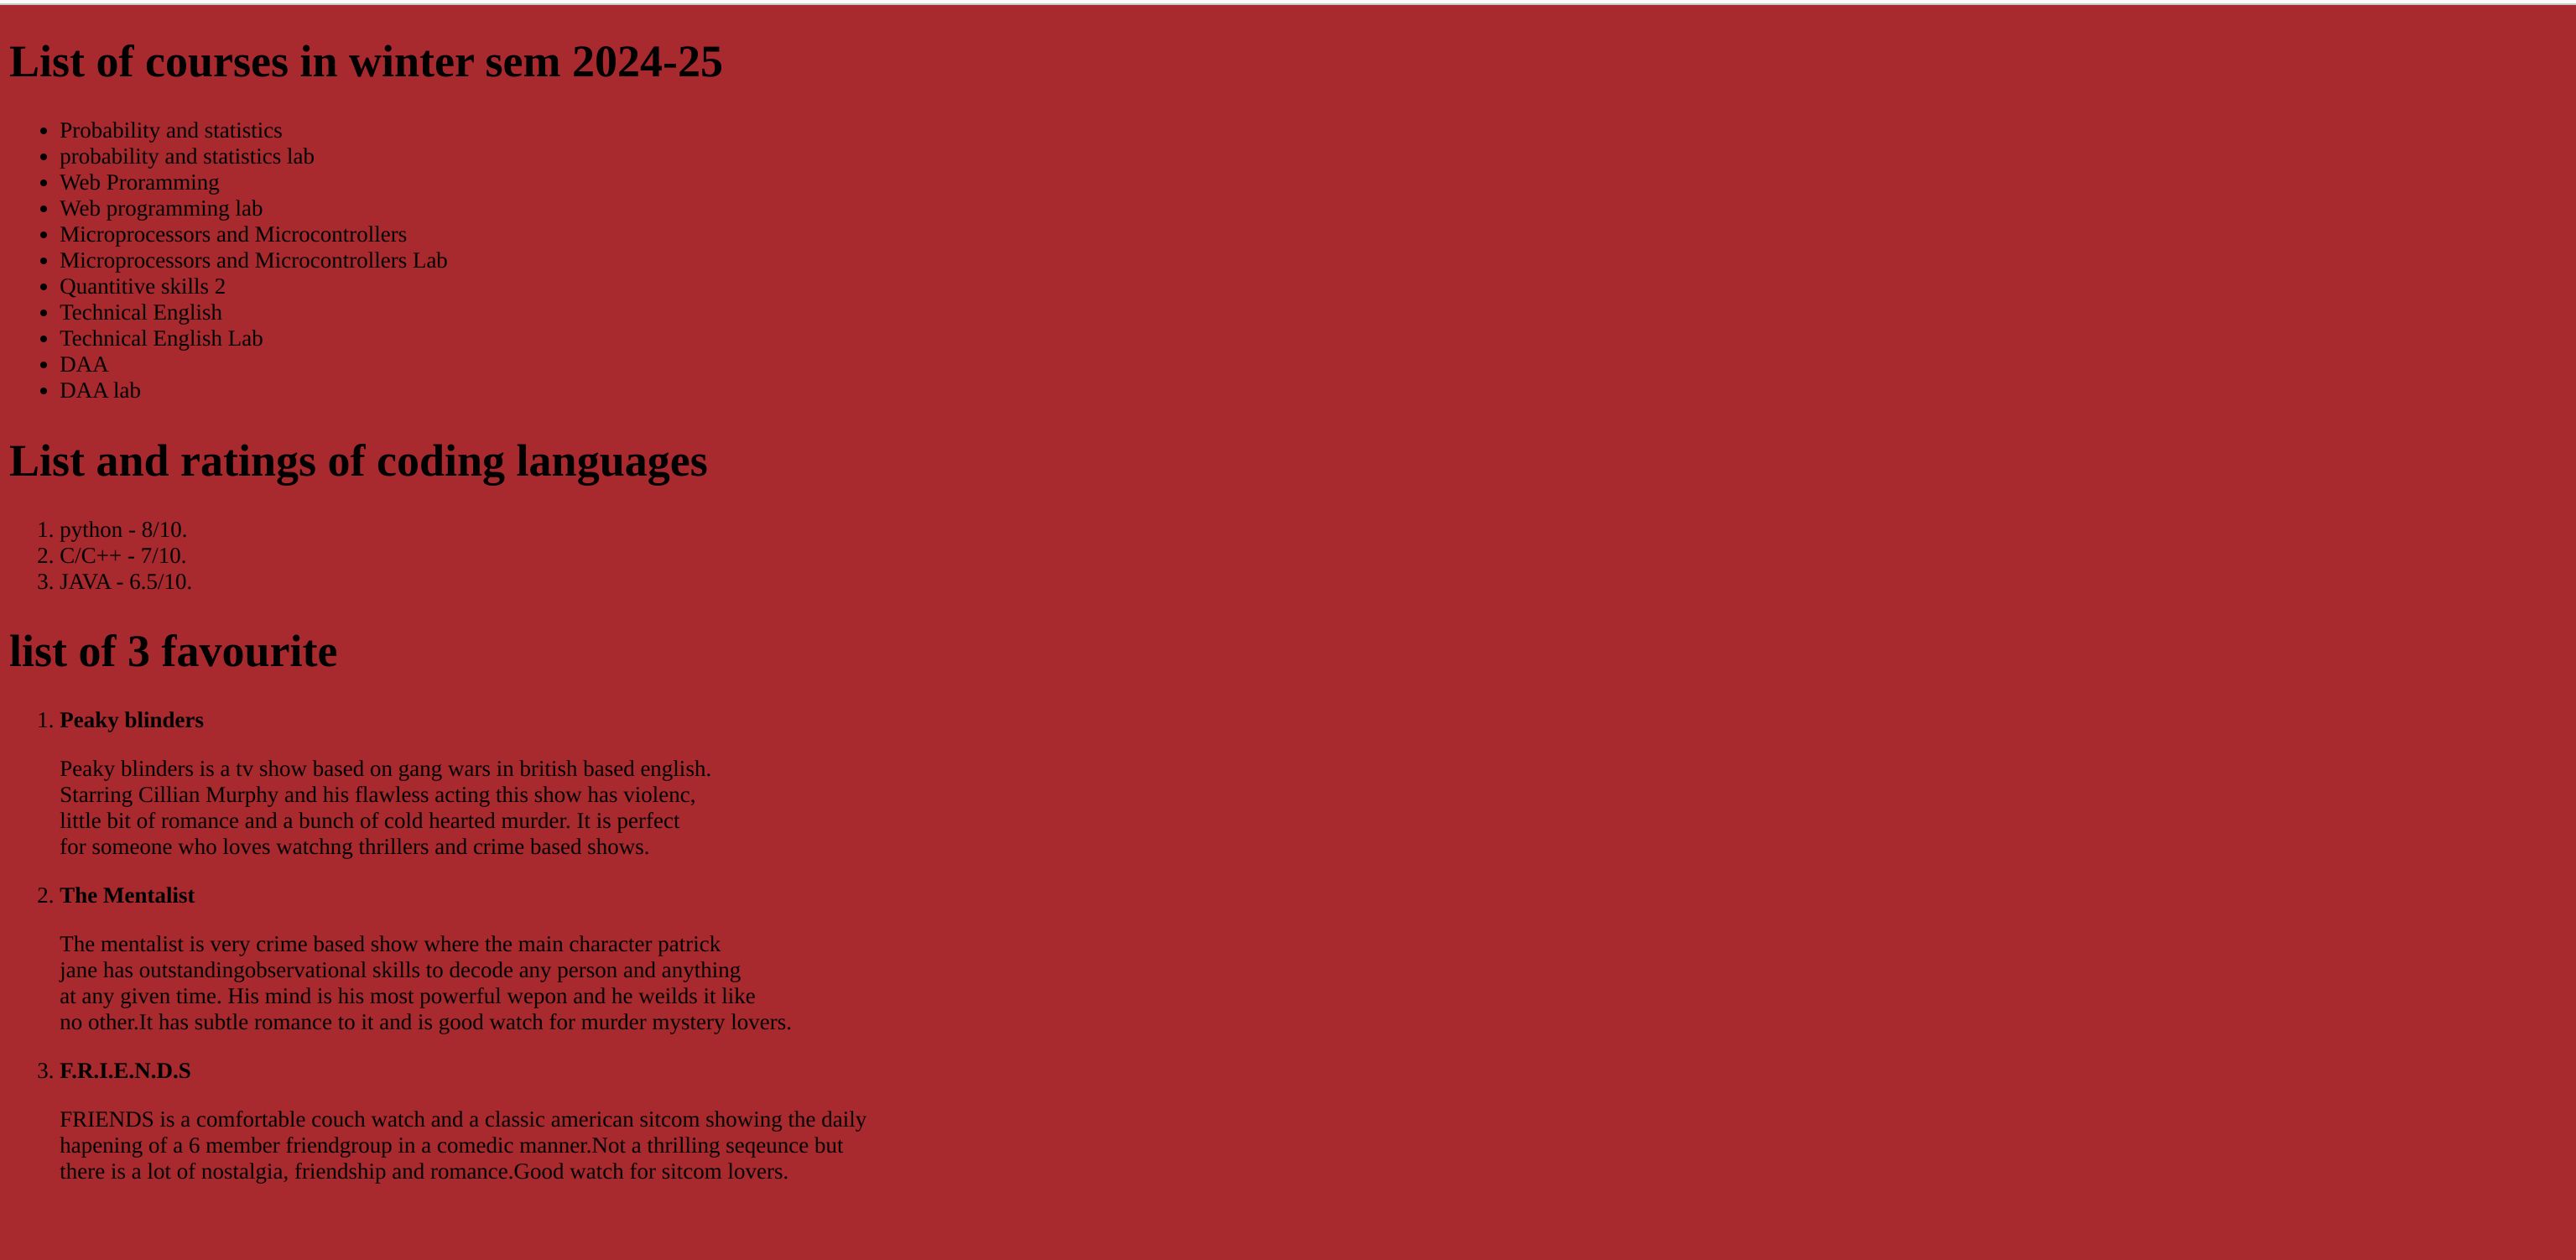 List of courses in winter sem 2024-25
• Probability and statistics
• probability and statistics lab
• Web Proramming
• Web programming lab
• Microprocessors and Microcontrollers
• Microprocessors and Microcontrollers Lab
• Quantitive skills 2
• Technical English
• Technical English Lab
• DAA
• DAA lab
List and ratings of coding languages
1. python - 8/10.
2. C/C++ - 7/10.
3. JAVA - 6.5/10.
list of 3 favourite
1. Peaky blinders
Peaky blinders is a tv show based on gang wars in british based english.
Starring Cillian Murphy and his flawless acting this show has violenc,
little bit of romance and a bunch of cold hearted murder. It is perfect
for someone who loves watchng thrillers and crime based shows.
2. The Mentalist
The mentalist is very crime based show where the main character patrick
jane has outstandingobservational skills to decode any person and anything
at any given time. His mind is his most powerful wepon and he weilds it like
no other.It has subtle romance to it and is good watch for murder mystery lovers.
3. F.R.I.E.N.D.S
FRIENDS is a comfortable couch watch and a classic american sitcom showing the daily
hapening of a 6 member friendgroup in a comedic manner.Not a thrilling seqeunce but
there is a lot of nostalgia, friendship and romance.Good watch for sitcom lovers.